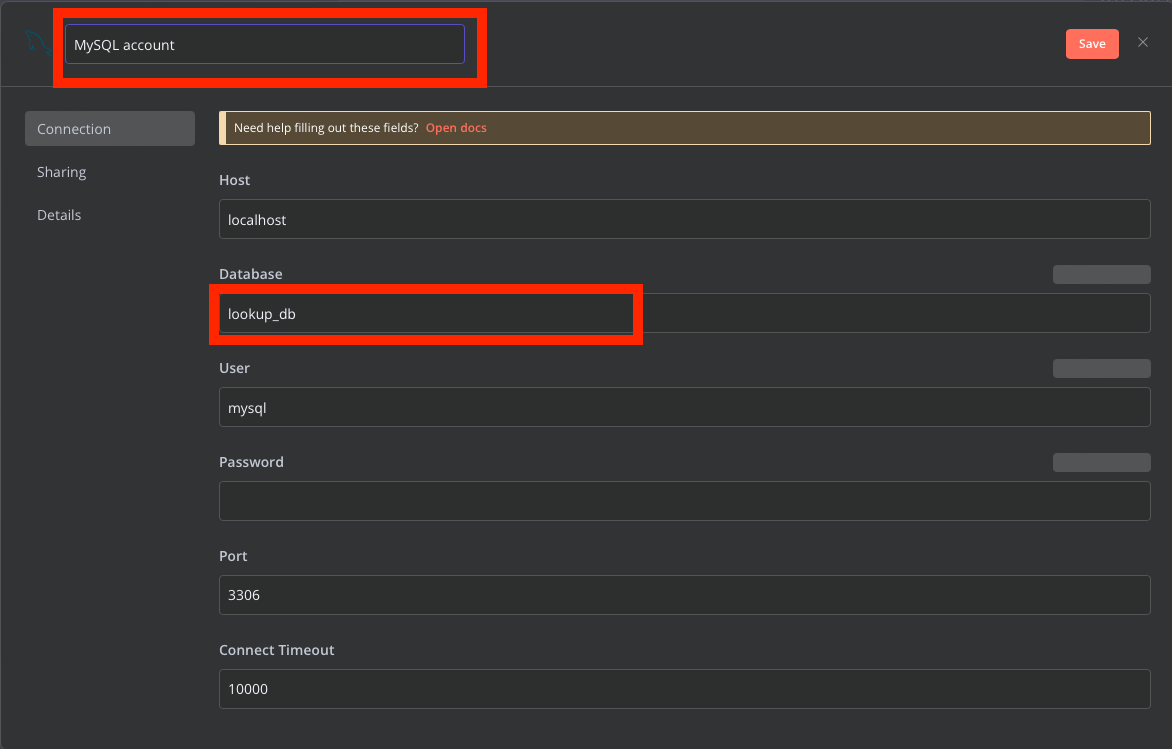 MySQL account
Save
Connection
Sharing
Details
Need help filling out these fields? Open docs
Host
localhost
Database
lookup_db
User
mysql
Password
Port
3306
Connect Timeout
10000